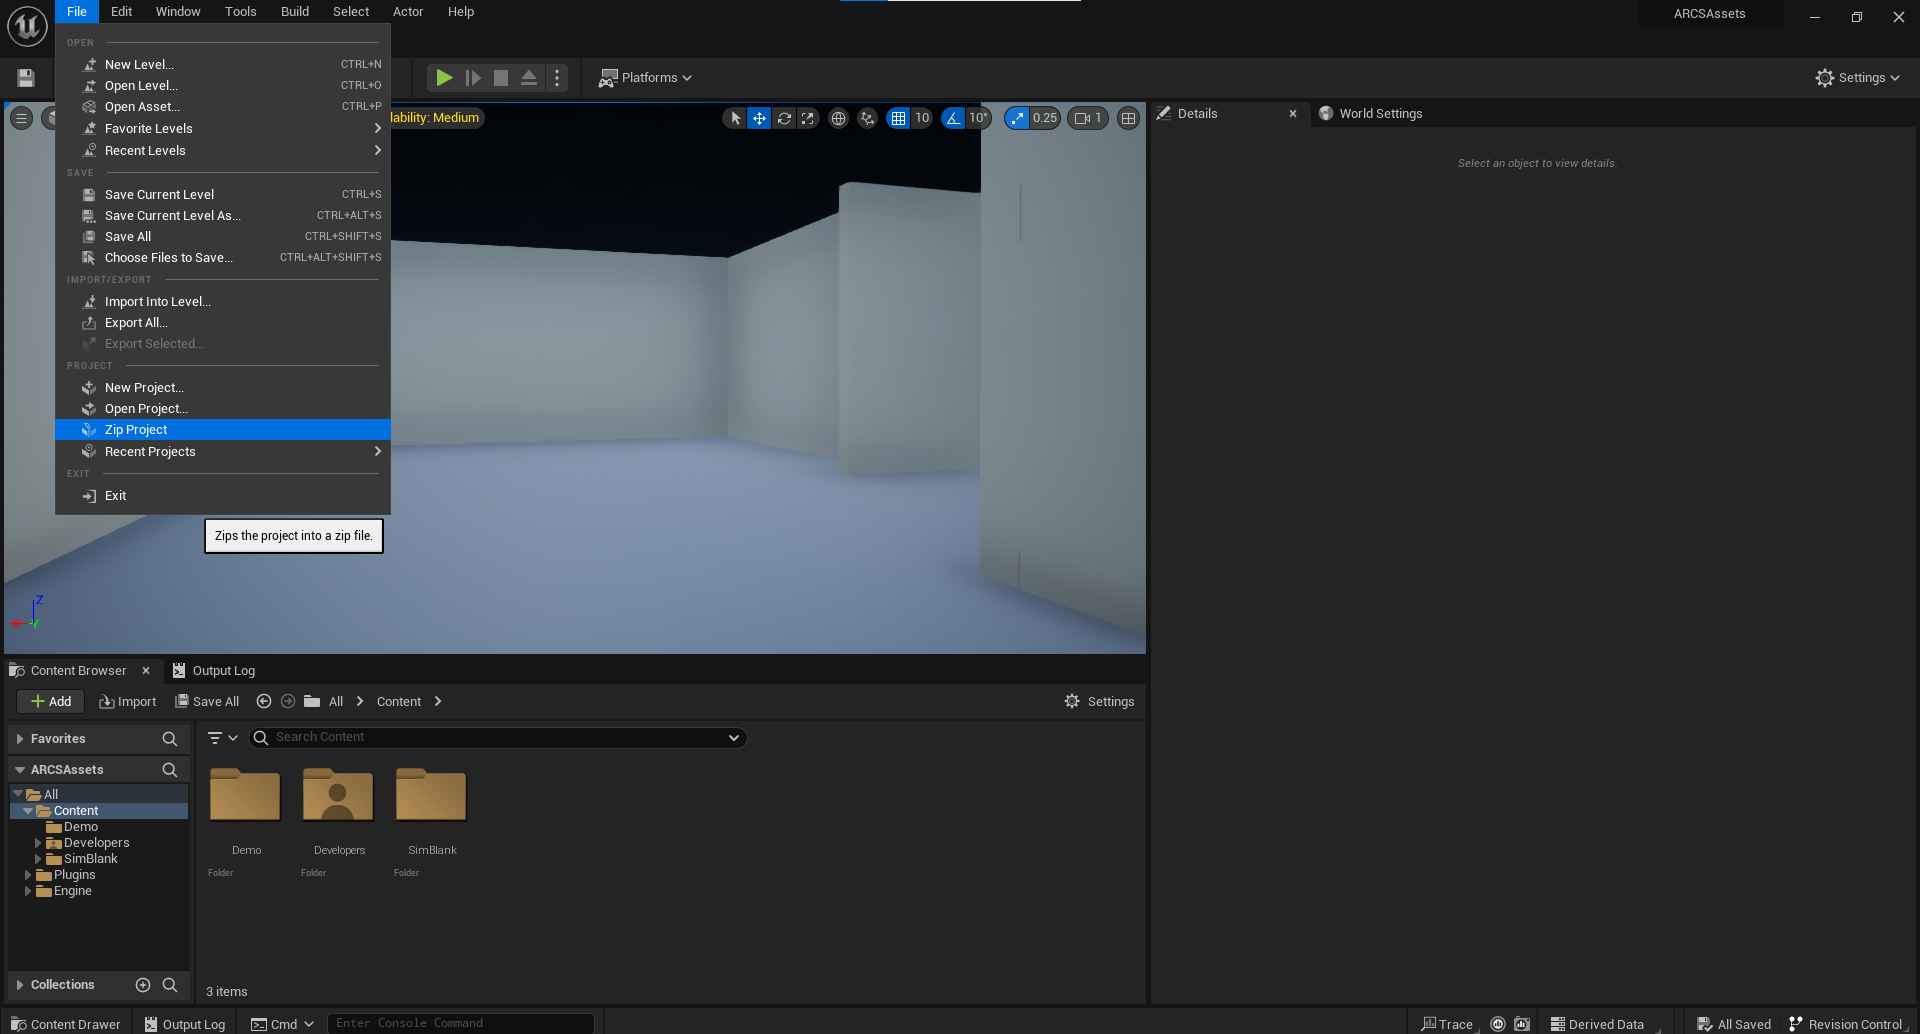 File Edit Window Tools Build Select Actor Help
ARCSAssets
OPEN
New Level... CTRL+N
Open Level... CTRL+O
Open Asset... CTRL+P
Favorite Levels
Recent Levels
SAVE
Save Current Level CTRL+S
Save Current Level As... CTRL+ALT+S
Save All CTRL+SHIFT+S
Choose Files to Save... CTRL+ALT+SHIFT+S
IMPORT/EXPORT
Import Into Level...
Export All...
Export Selected...
PROJECT
New Project...
Open Project...
Zip Project
Recent Projects
EXIT
Exit
Zips the project into a zip file.
Platforms
Settings
lability: Medium
10 10° 0.25 1
Z
X Y
Details
World Settings
Select an object to view details.
Content Browser
Output Log
Add Import Save All All Content
Settings
Favorites
ARCSAssets
All
Content
Demo
Developers
SimBlank
Plugins
Engine
Collections
Search Content
Demo Developers SimBlank
Folder Folder Folder
3 items
Content Drawer Output Log Cmd Enter Console Command
Trace Derived Data All Saved Revision Control